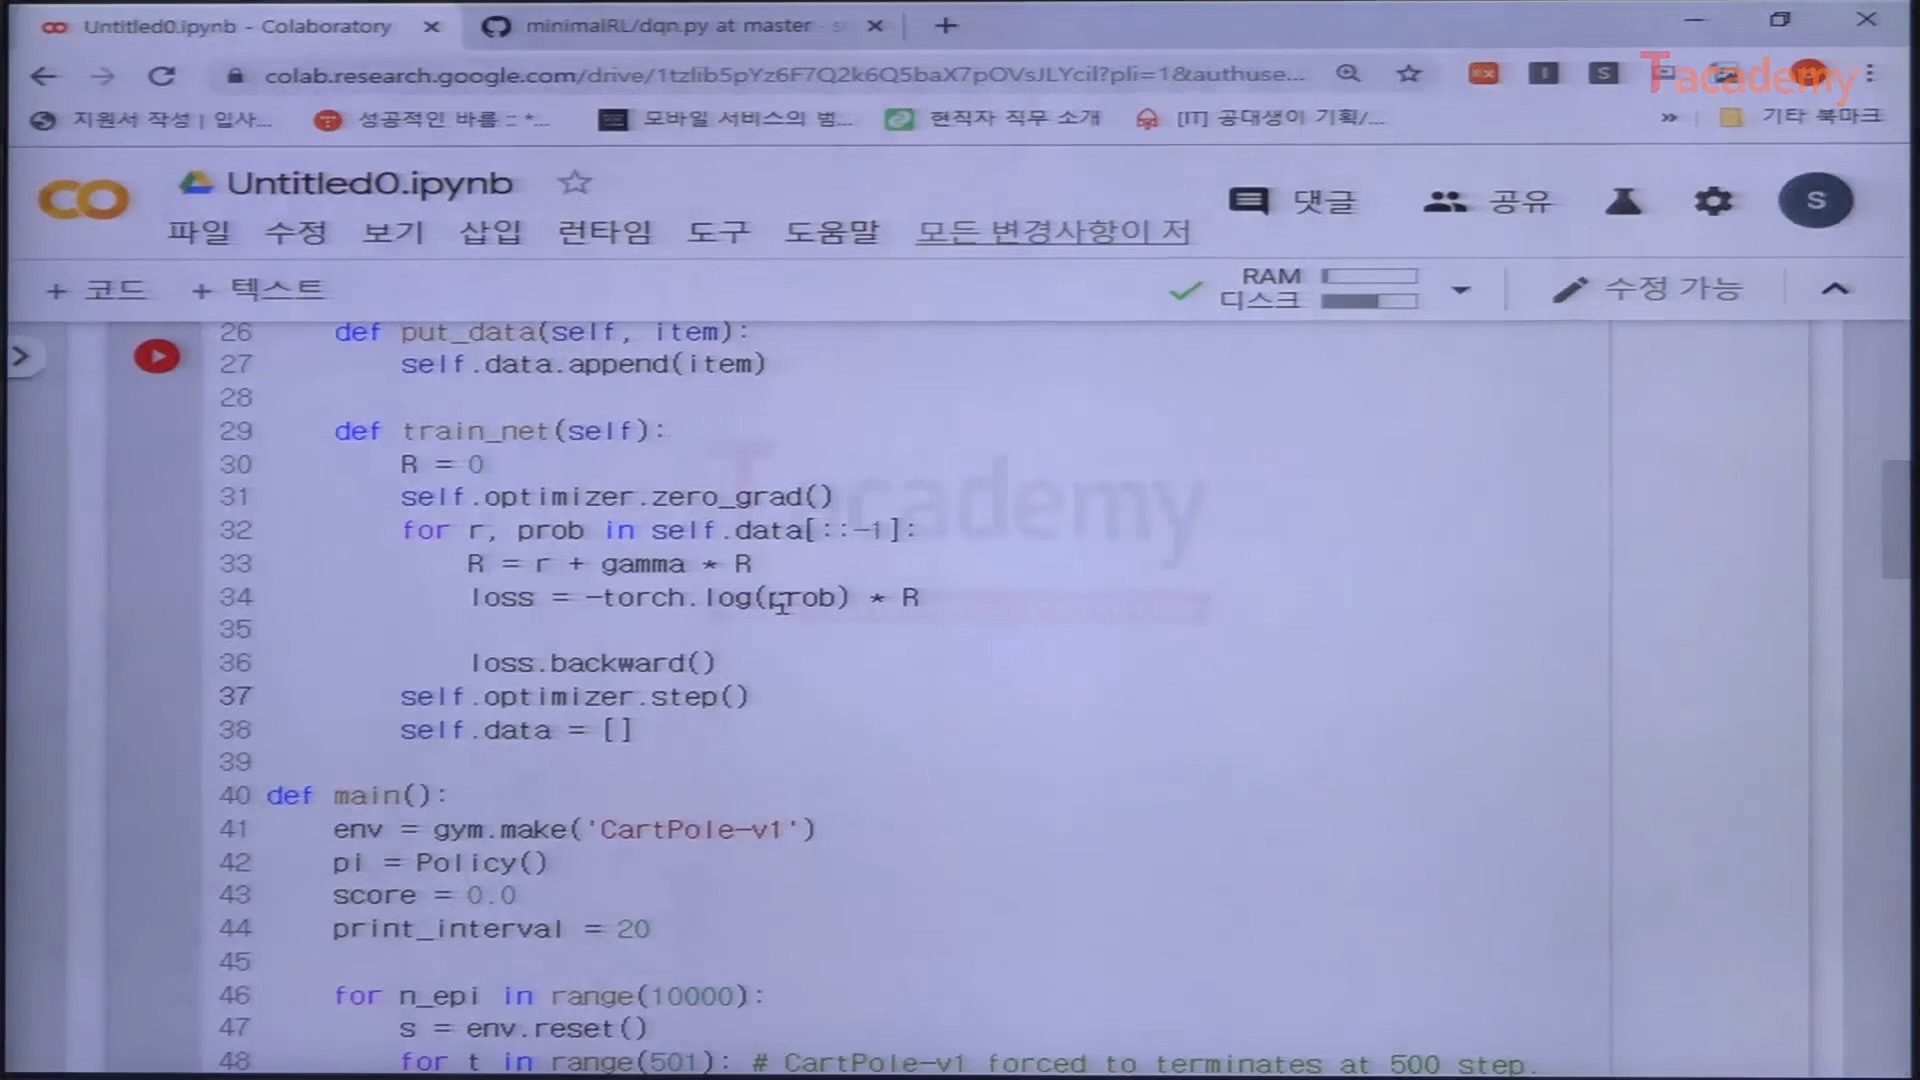 Untitled0.ipynb - Colaboratory
minimalRL/dqn.py at master · s
colab.research.google.com/drive/1tzlib5pYz6F7Q2k6Q5baX7pOVsJLYcil?pli=1&authuse...
Tacademy
지원서 작성 | 입사...
성공적인 바름 :: *...
모바일 서비스의 범...
현직자 직무 소개
[IT] 공대생이 기획/...
»
기타 북마크
CO
Untitled0.ipynb
댓글
공유
S
파일 수정 보기 삽입 런타임 도구 도움말 모든 변경사항이 저
+ 코드 + 텍스트
RAM
디스크
수정 가능
26 def put_data(self, item):
27 self.data.append(item)
28
29 def train_net(self):
30 R = 0
31 self.optimizer.zero_grad()
32 for r, prob in self.data[::-1]:
33 R = r + gamma * R
34 loss = -torch.log(prob) * R
35
36 loss.backward()
37 self.optimizer.step()
38 self.data = []
39
40 def main():
41 env = gym.make('CartPole-v1')
42 pi = Policy()
43 score = 0.0
44 print_interval = 20
45
46 for n_epi in range(10000):
47 s = env.reset()
48 for t in range(501): # CartPole-v1 forced to terminates at 500 step.
Tacademy